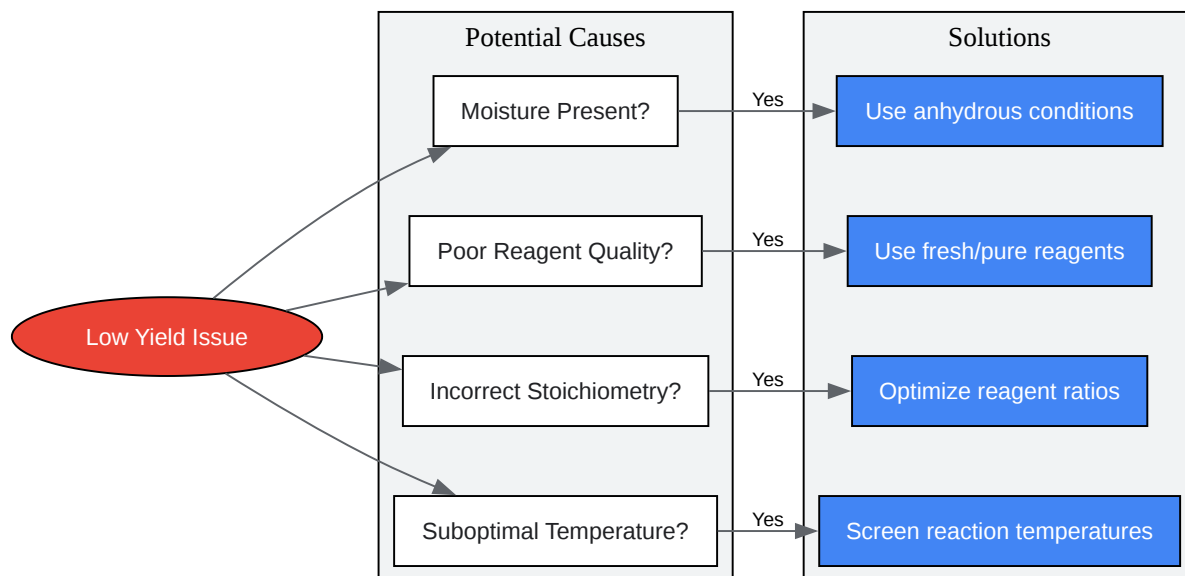 Potential Causes
Solutions
Moisture Present?
Yes
Use anhydrous conditions
Poor Reagent Quality?
Yes
Use fresh/pure reagents
Low Yield Issue
Incorrect Stoichiometry?
Yes
Optimize reagent ratios
Suboptimal Temperature?
Yes
Screen reaction temperatures